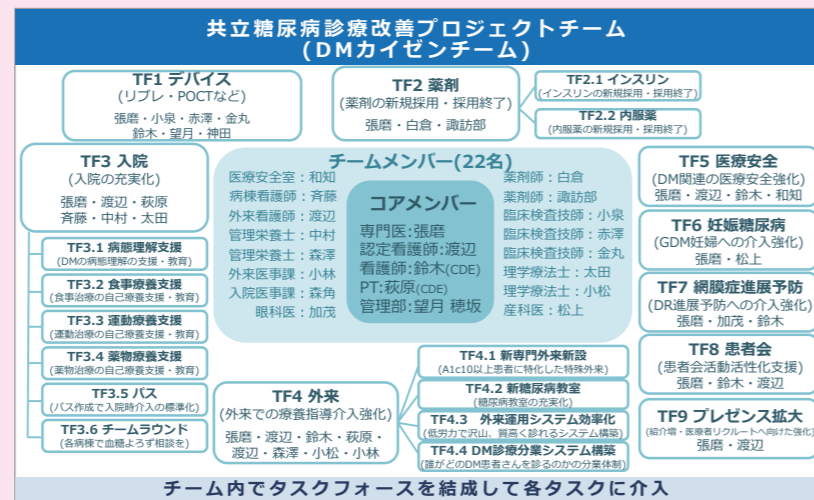 共立糖尿病診療改善プロジェクトチーム
(DMカイゼンチーム)
TF1 デバイス
(リブレ・POCTなど)
張磨・小泉・赤澤・金丸
鈴木・望月・神田
TF2 薬剤
(薬剤の新規採用・採用終了)
張磨・白倉・諏訪部
TF2.1 インスリン
(インスリンの新規採用・採用終了)
TF2.2 内服薬
(内服薬の新規採用・採用終了)
TF3 入院
(入院の充実化)
張磨・渡辺・萩原
斉藤・中村・太田
TF3.1 病態理解支援
(DMの病態理解の支援・教育)
TF3.2 食事療養支援
(食事治療の自己療養支援・教育)
TF3.3 運動療養支援
(運動治療の自己療養支援・教育)
TF3.4 薬物療養支援
(薬物治療の自己療養支援・教育)
TF3.5 パス
(パス作成で入院時介入の標準化)
TF3.6 チームラウンド
(各病棟で血糖よろず相談を)
チームメンバー(22名)
医療安全室：和知
病棟看護師：斉藤
外来看護師：渡辺
管理栄養士：中村
管理栄養士：森澤
外来医事課：小林
入院医事課：森角
眼科医：加茂
コアメンバー
専門医:張磨
認定看護師:渡辺
看護師:鈴木(CDE)
PT:萩原(CDE)
管理部:望月 穂坂
薬剤師：白倉
薬剤師：諏訪部
臨床検査技師：小泉
臨床検査技師：赤澤
臨床検査技師：金丸
理学療法士：太田
理学療法士：小松
産科医：松上
TF4 外来
(外来での療養指導介入強化)
張磨・渡辺・鈴木・萩原・
渡辺・森澤・小松・小林
TF4.1 新専門外来新設
(A1c10以上患者に特化した特殊外来)
TF4.2 新糖尿病教室
(糖尿病教室の充実化)
TF4.3 外来運用システム効率化
(低労力で沢山、質高く診れるシステム構築)
TF4.4 DM診療分業システム構築
(誰がどのDM患者さんを診るのかの分業体制)
TF5 医療安全
(DM関連の医療安全強化)
張磨・渡辺・鈴木・和知
TF6 妊娠糖尿病
(GDM妊婦への介入強化)
張磨・松上
TF7 網膜症進展予防
(DR進展予防への介入強化)
張磨・加茂・鈴木
TF8 患者会
(患者会活動活性化支援)
張磨・鈴木・渡辺
TF9 プレゼンス拡大
(紹介増・医療者リクルートへ向けた強化)
張磨・渡辺
チーム内でタスクフォースを結成して各タスクに介入